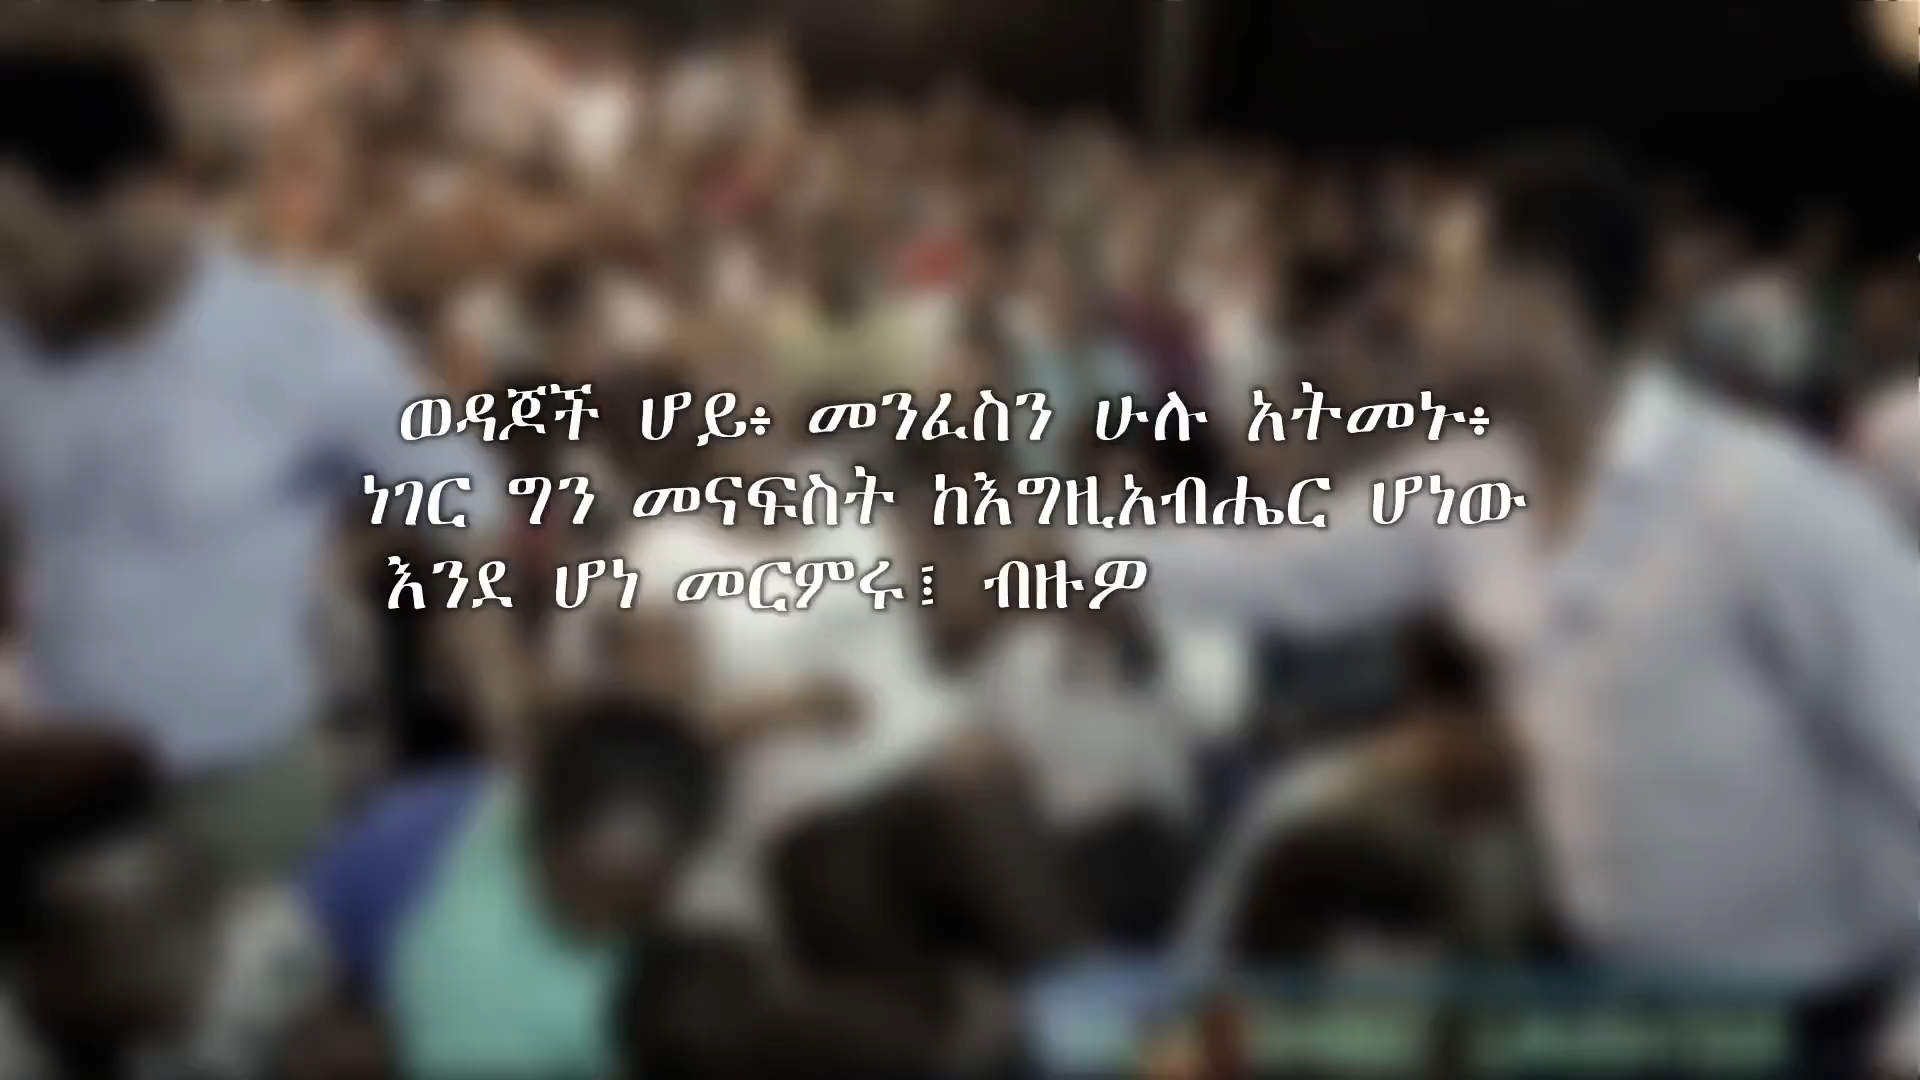 ወዳጆች ሆይ፥ መንፈስን ሁሉ አትመኑ፥
ነገር ግን መናፍስት ከእግዚአብሔር ሆነው
እንደ ሆነ መርምሩ፤ ብዙዎ